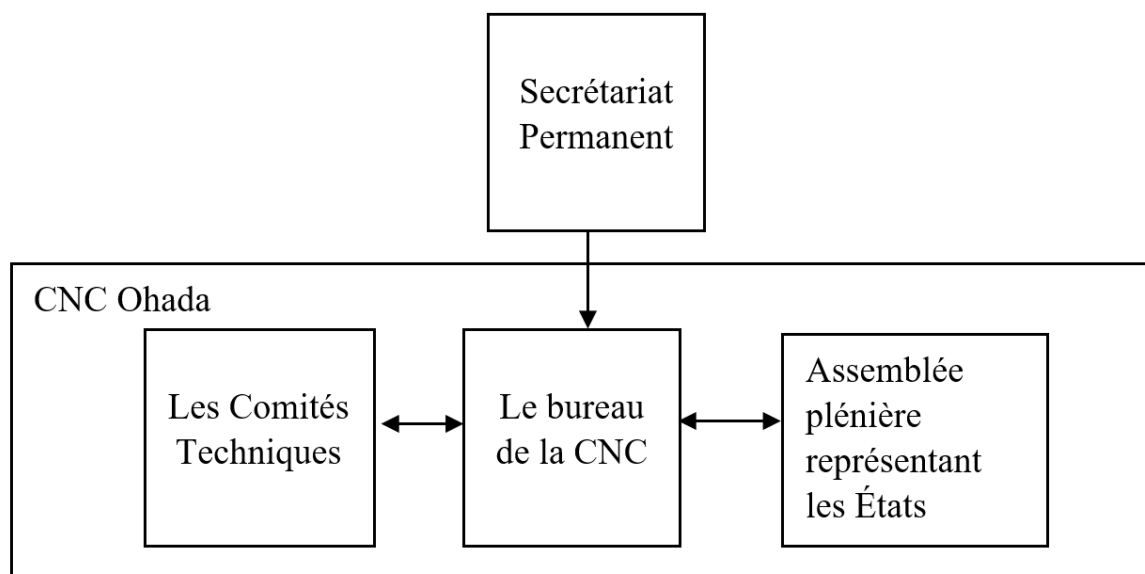 Secrétariat
Permanent
CNC Ohada
Les Comités
Techniques
Le bureau
de la CNC
Assemblée
plénière
représentant
les États